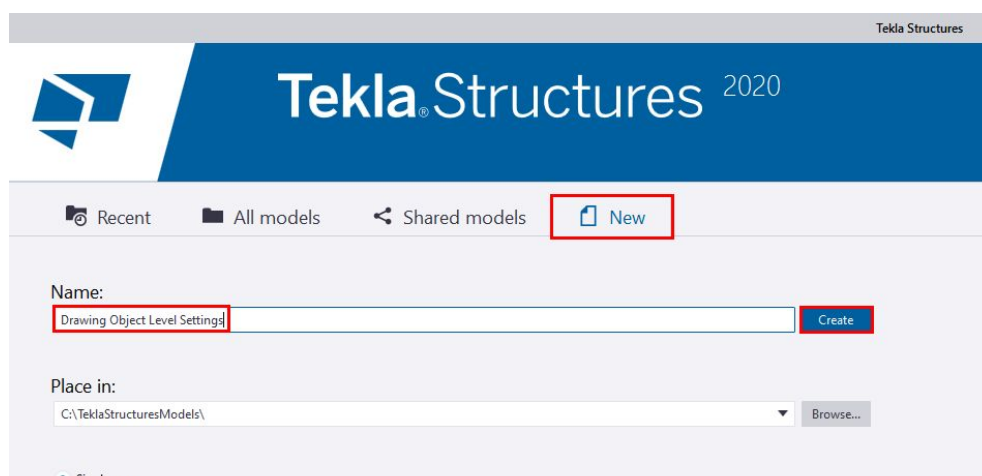 Tekla Structures
Tekla® Structures 2020
Recent All models Shared models New
Name:
Drawing Object Level Settings Create
Place in:
C:\TeklaStructuresModels\ Browse...